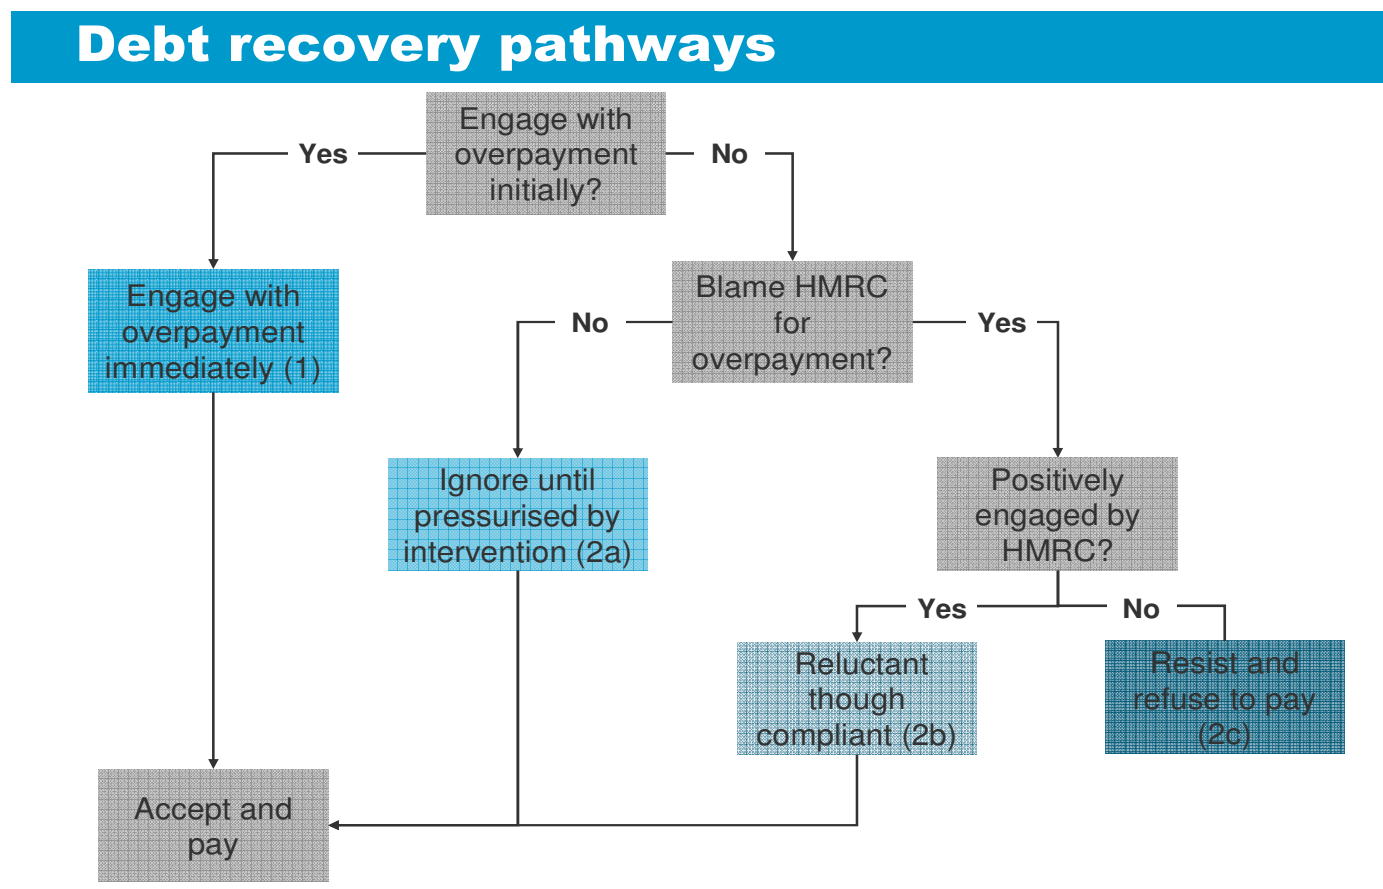 Debt recovery pathways
Engage with
overpayment
initially?
Yes
No
Engage with
overpayment
immediately (1)
Blame HMRC
for
overpayment?
No
Yes
Ignore until
pressurised by
intervention (2a)
Positively
engaged by
HMRC?
Yes
No
Reluctant
though
compliant (2b)
Resist and
refuse to pay
(2c)
Accept and
pay